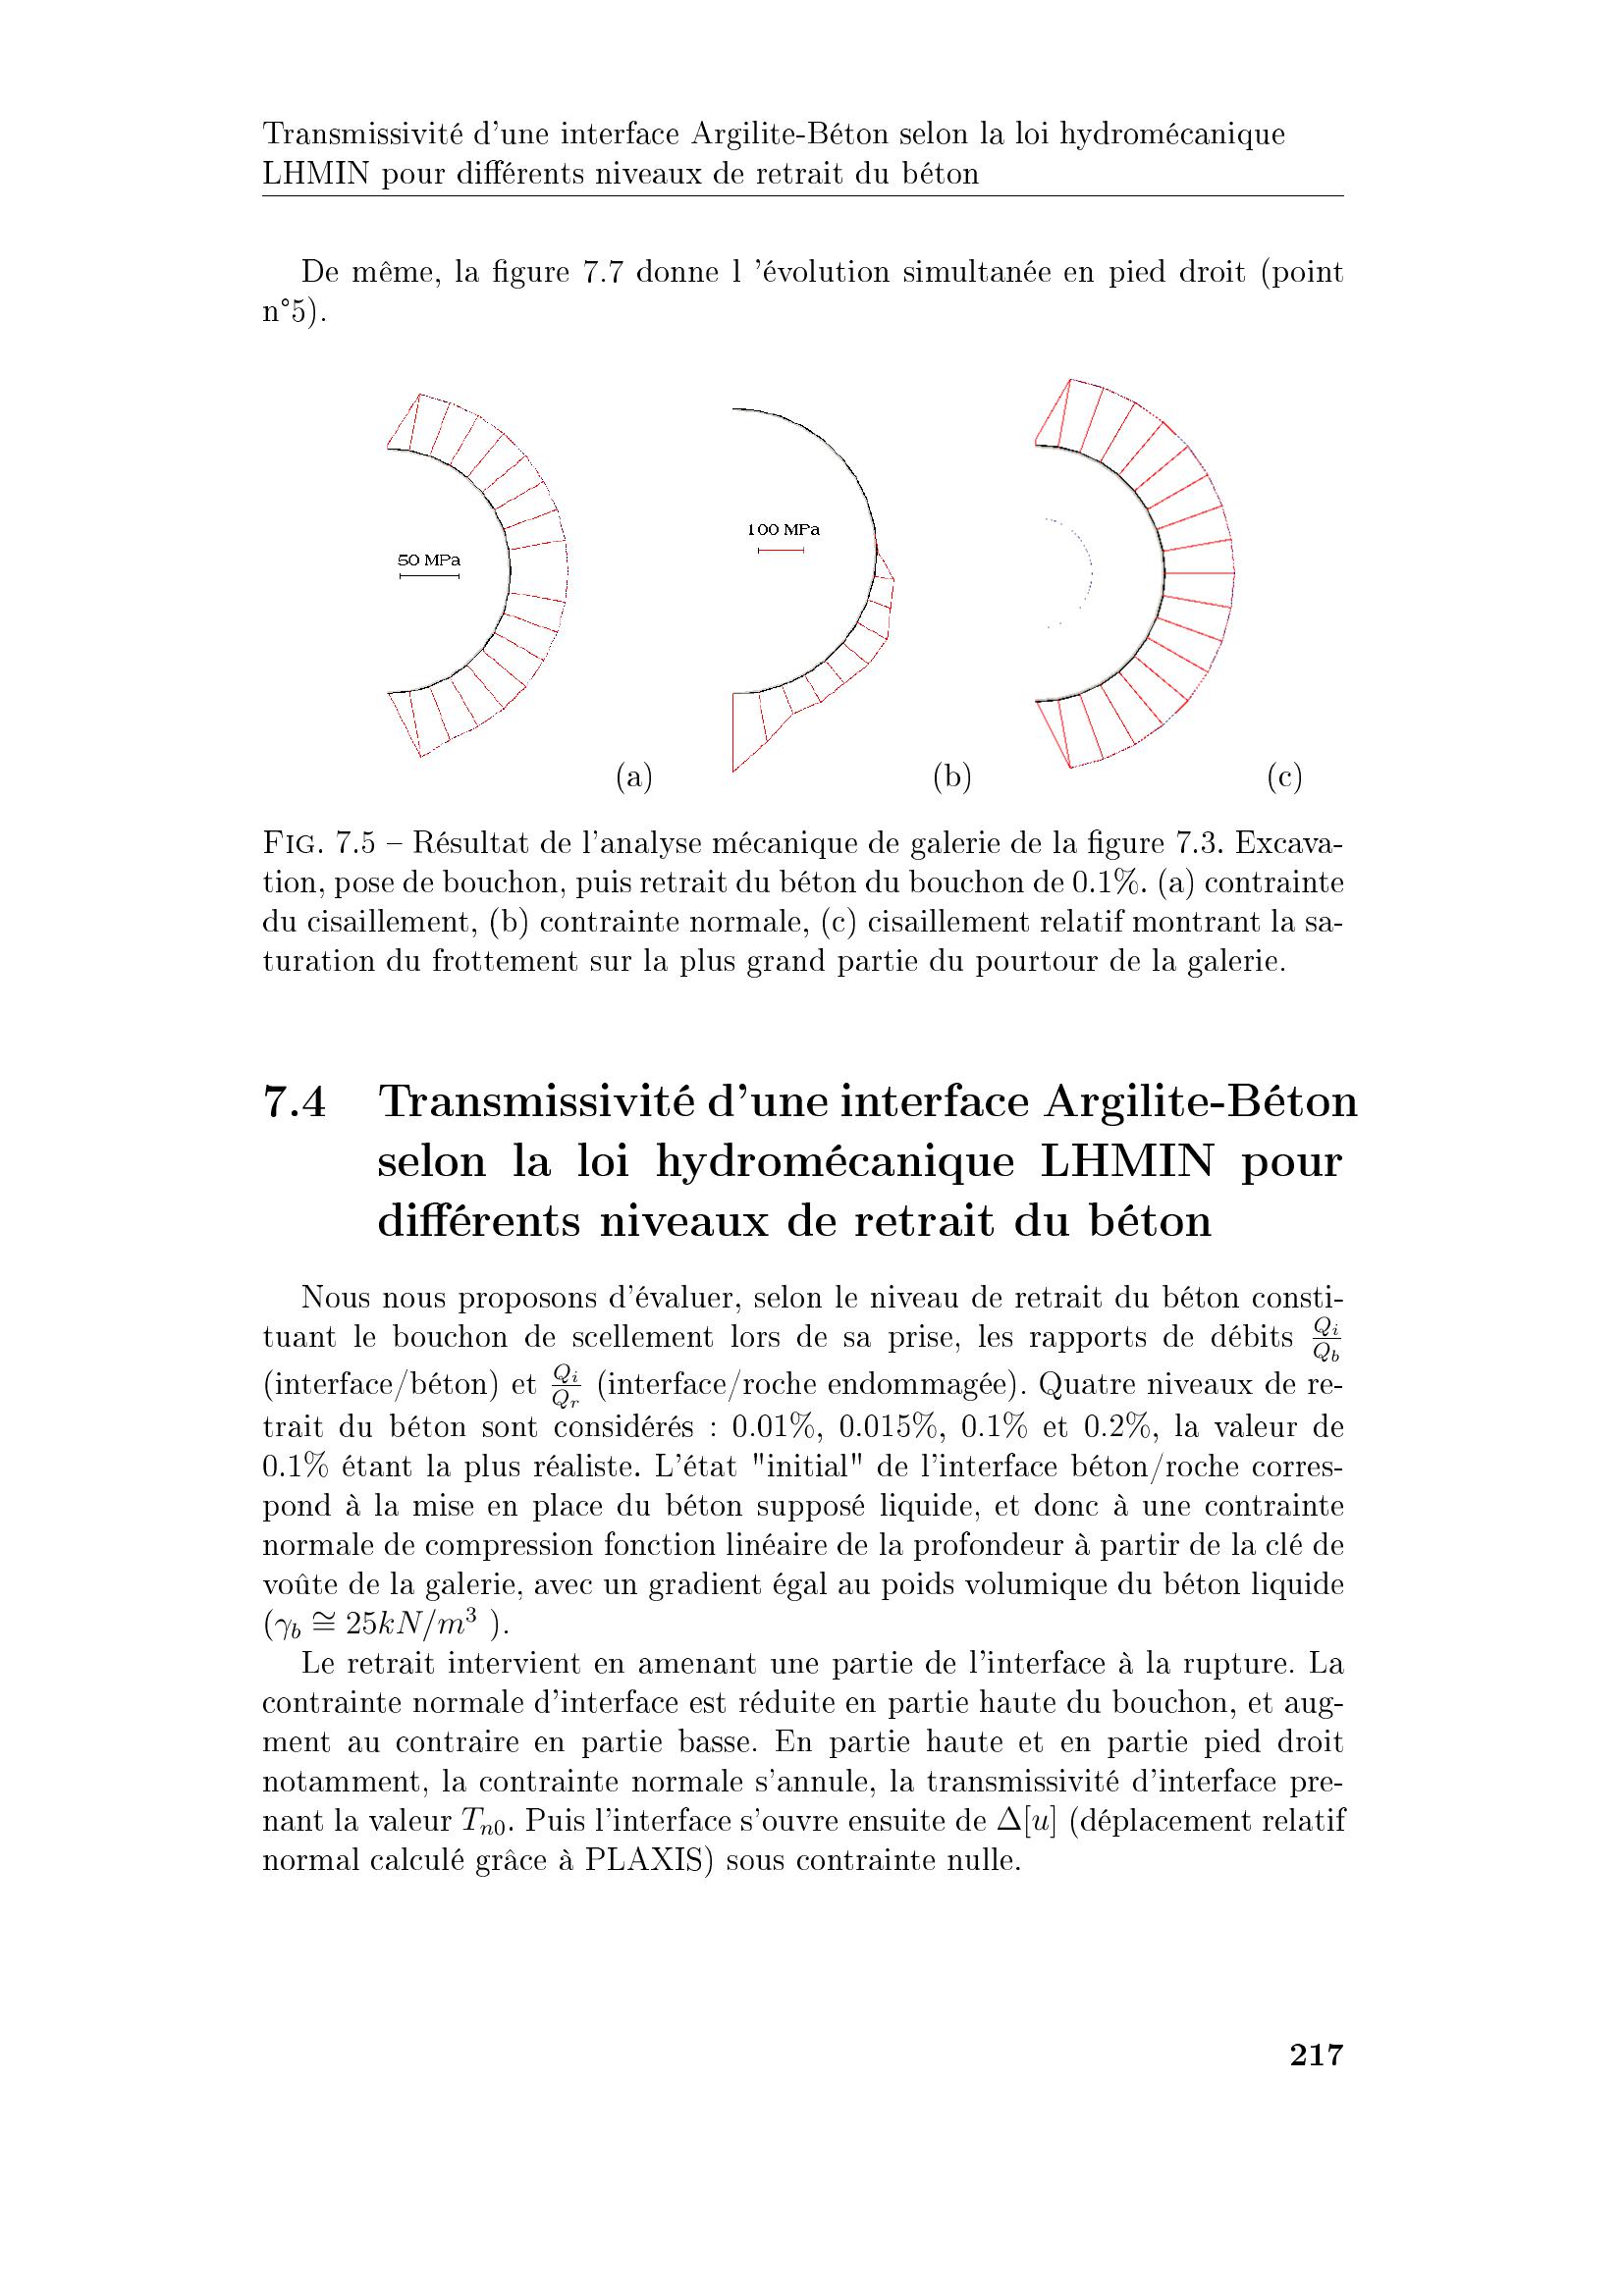 Transmissivité d'une interface Argilite-Béton selon la loi hydromécanique
LHMIN pour différents niveaux de retrait du béton
De même, la figure 7.7 donne l 'évolution simultanée en pied droit (point
n°5).
50 MPa
100 MPa
(a)
(b)
(c)
FIG. 7.5 – Résultat de l'analyse mécanique de galerie de la figure 7.3. Excava-
tion, pose de bouchon, puis retrait du béton du bouchon de 0.1%. (a) contrainte
du cisaillement, (b) contrainte normale, (c) cisaillement relatif montrant la sa-
turation du frottement sur la plus grand partie du pourtour de la galerie.
7.4 Transmissivité d'une interface Argilite-Béton
selon la loi hydromécanique LHMIN pour
différents niveaux de retrait du béton
Nous nous proposons d'évaluer, selon le niveau de retrait du béton consti-
tuant le bouchon de scellement lors de sa prise, les rapports de débits $\frac{Q_i}{Q_b}$
(interface/béton) et $\frac{Q_i}{Q_r}$ (interface/roche endommagée). Quatre niveaux de re-
trait du béton sont considérés : 0.01%, 0.015%, 0.1% et 0.2%, la valeur de
0.1% étant la plus réaliste. L'état "initial" de l'interface béton/roche corres-
pond à la mise en place du béton supposé liquide, et donc à une contrainte
normale de compression fonction linéaire de la profondeur à partir de la clé de
voûte de la galerie, avec un gradient égal au poids volumique du béton liquide
($\gamma_b \cong 25kN/m^3$ ).
Le retrait intervient en amenant une partie de l'interface à la rupture. La
contrainte normale d'interface est réduite en partie haute du bouchon, et aug-
ment au contraire en partie basse. En partie haute et en partie pied droit
notamment, la contrainte normale s'annule, la transmissivité d'interface pre-
nant la valeur $T_{n0}$. Puis l'interface s'ouvre ensuite de $\Delta[u]$ (déplacement relatif
normal calculé grâce à PLAXIS) sous contrainte nulle.
217